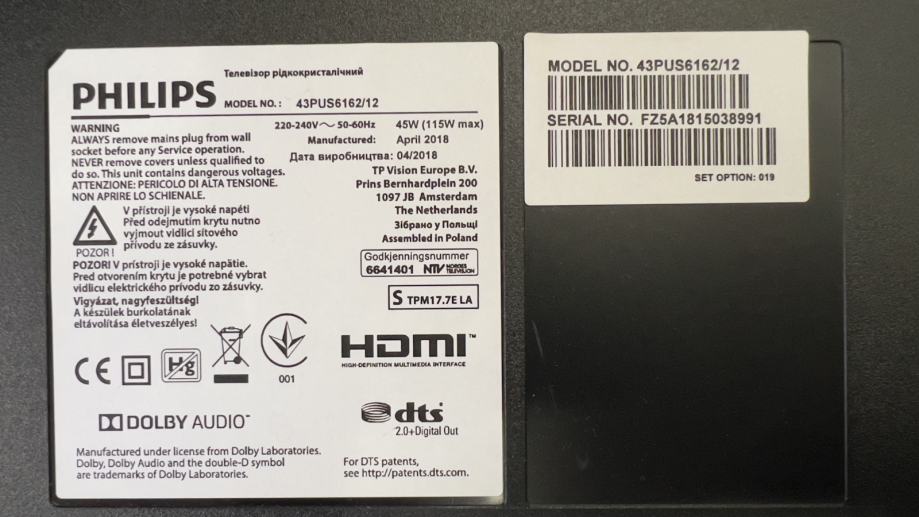 Телевізор рідкокристалічний
PHILIPS MODEL NO. : 43PUS6162/12
WARNING
ALWAYS remove mains plug from wall
socket before any Service operation.
NEVER remove covers unless qualified to
do so. This unit contains dangerous voltages.
ATTENZIONE: PERICOLO DI ALTA TENSIONE.
NON APRIRE LO SCHIENALE.
V přístroji je vysoké napětí
Před odejmutím krytu nutno
vyjmout vidlici síťového
přívodu ze zásuvky.
POZOR !
POZOR! V prístroji je vysoké napätie.
Pred otvorením krytu je potrebné vybrat
vidlicu elektrického prívodu zo zásuvky.
Vigyázat, nagyfeszültség!
A készülek burkolatának
eltávolítása életveszélyes!
220-240V～ 50-60Hz 45W (115W max)
Manufactured: April 2018
Дата виробництва: 04/2018
TP Vision Europe B.V.
Prins Bernhardplein 200
1097 JB Amsterdam
The Netherlands
Зібрано у Польщі
Assembled in Poland
Godkjenningsnummer
6641401 NTV NORGES TELEVISJON
S TPM17.7E LA
CE Hg 001
HDMI™
HIGH-DEFINITION MULTIMEDIA INTERFACE
DOLBY AUDIO™
dts
2.0+Digital Out
Manufactured under license from Dolby Laboratories.
Dolby, Dolby Audio and the double-D symbol
are trademarks of Dolby Laboratories.
For DTS patents,
see http://patents.dts.com.
MODEL NO. 43PUS6162/12
SERIAL NO. FZ5A1815038991
SET OPTION: 019